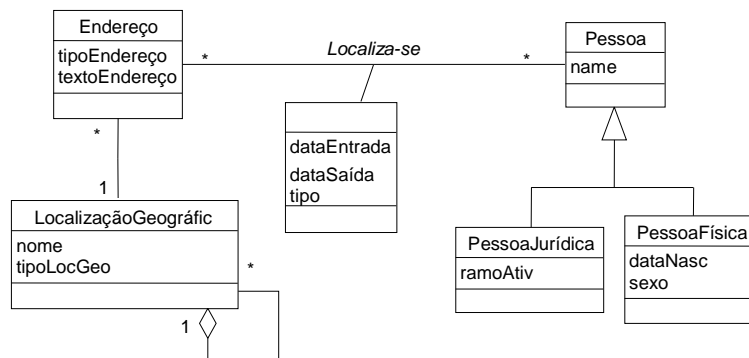 Endereço
tipoEndereço
textoEndereço
*
Localiza-se
*
Pessoa
name
dataEntrada
dataSaída
tipo
*
1
LocalizaçãoGeográfic
nome
tipoLocGeo
*
1
PessoaJurídica
ramoAtiv
PessoaFísica
dataNasc
sexo